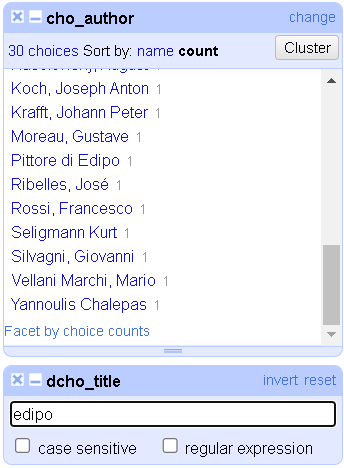 cho_author change
30 choices Sort by: name count Cluster
Koch, Joseph Anton 1
Krafft, Johann Peter 1
Moreau, Gustave 1
Pittore di Edipo 1
Ribelles, José 1
Rossi, Francesco 1
Seligmann Kurt 1
Silvagni, Giovanni 1
Vellani Marchi, Mario 1
Yannoulis Chalepas 1
Facet by choice counts
dcho_title invert reset
edipo
case sensitive regular expression